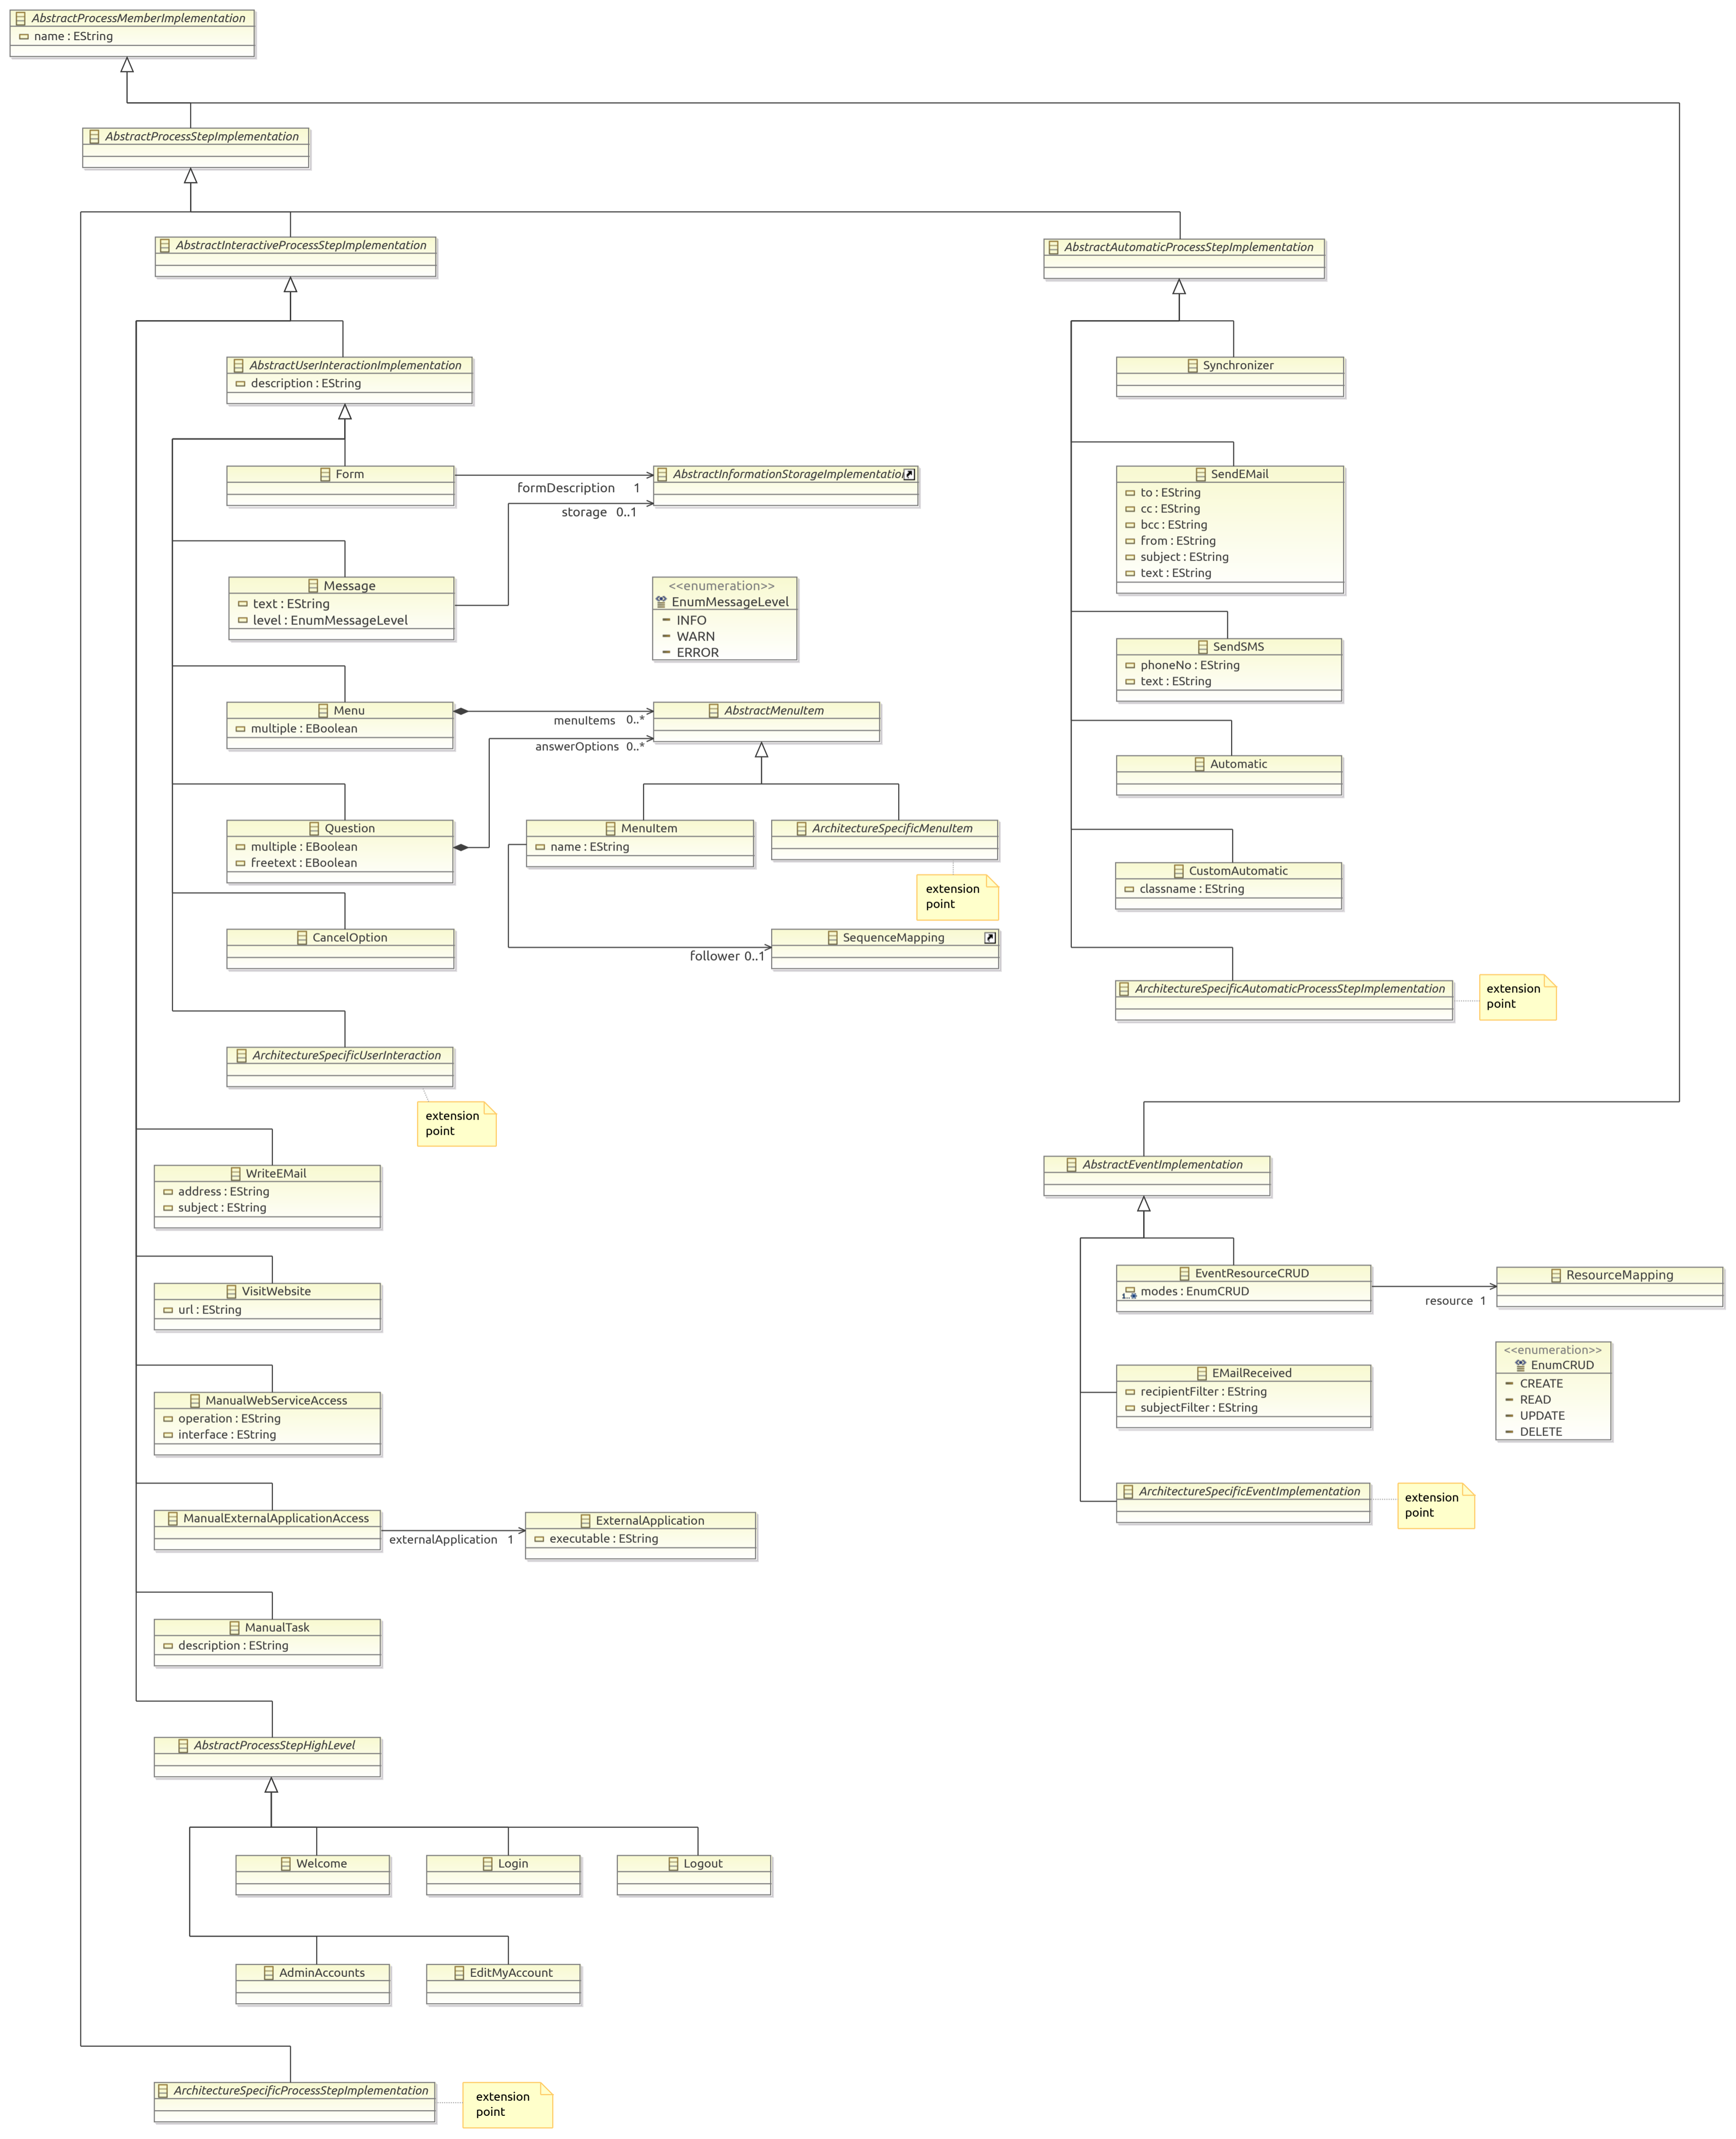 AbstractProcessMemberImplementation
name : EString
AbstractProcessStepImplementation
AbstractInteractiveProcessStepImplementation
AbstractAutomaticProcessStepImplementation
AbstractUserInteractionImplementation
description : EString
Synchronizer
Form
formDescription 1
AbstractInformationStorageImplementation
storage 0..1
SendEMail
to : EString
cc : EString
bcc : EString
from : EString
subject : EString
text : EString
Message
text : EString
level : EnumMessageLevel
<<enumeration>>
EnumMessageLevel
INFO
WARN
ERROR
SendSMS
phoneNo : EString
text : EString
Menu
multiple : EBoolean
menuItems 0..*
answerOptions 0..*
AbstractMenuItem
Automatic
Question
multiple : EBoolean
freetext : EBoolean
MenuItem
name : EString
ArchitectureSpecificMenuItem
extension
point
CustomAutomatic
classname : EString
CancelOption
follower 0..1
SequenceMapping
ArchitectureSpecificAutomaticProcessStepImplementation
extension
point
ArchitectureSpecificUserInteraction
extension
point
WriteEMail
address : EString
subject : EString
AbstractEventImplementation
VisitWebsite
url : EString
EventResourceCRUD
1..*
modes : EnumCRUD
resource 1
ResourceMapping
ManualWebServiceAccess
operation : EString
interface : EString
EMailReceived
recipientFilter : EString
subjectFilter : EString
<<enumeration>>
EnumCRUD
CREATE
READ
UPDATE
DELETE
ManualExternalApplicationAccess
externalApplication 1
ExternalApplication
executable : EString
ArchitectureSpecificEventImplementation
extension
point
ManualTask
description : EString
AbstractProcessStepHighLevel
Welcome
Login
Logout
AdminAccounts
EditMyAccount
ArchitectureSpecificProcessStepImplementation
extension
point